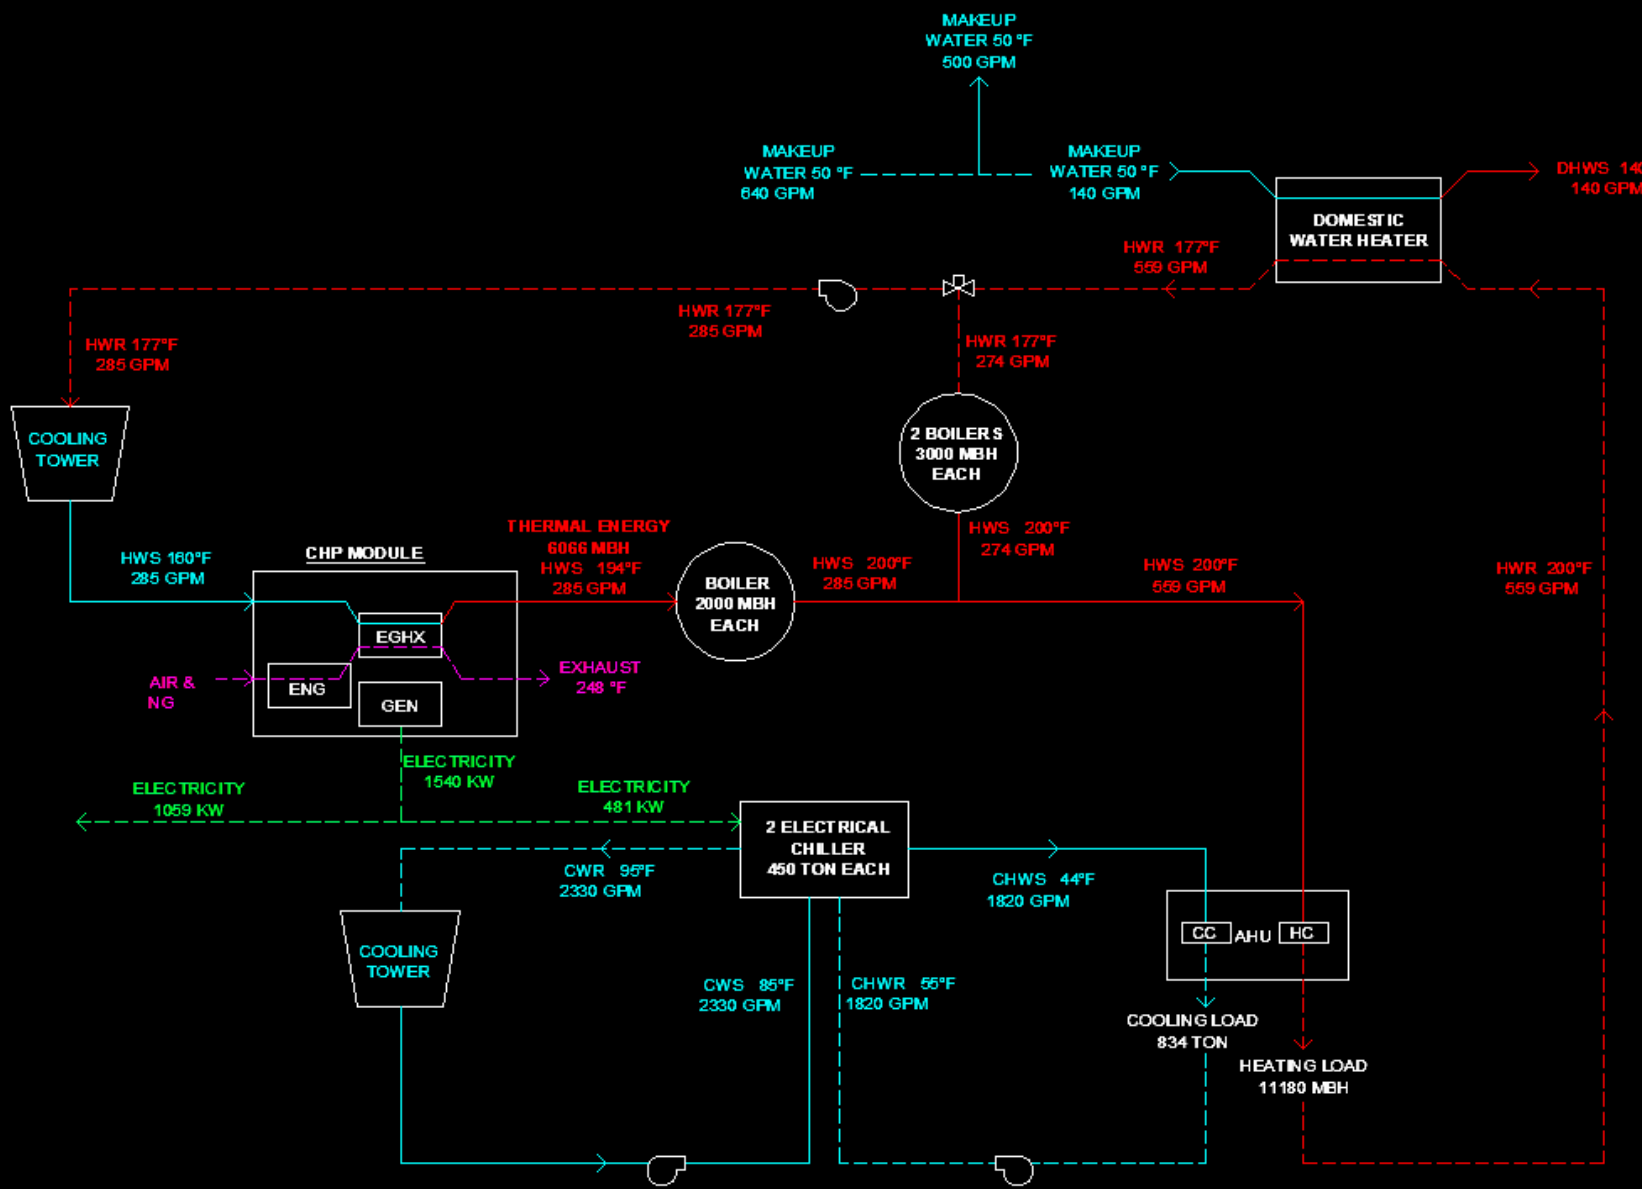 MAKEUP
WATER 50 °F
500 GPM
MAKEUP
WATER 50 °F
640 GPM
MAKEUP
WATER 50 °F
140 GPM
DHWS 140
140 GPM
DOMESTIC
WATER HEATER
HWR 177°F
559 GPM
HWR 177°F
285 GPM
HWR 177°F
285 GPM
HWR 177°F
274 GPM
COOLING
TOWER
2 BOILERS
3000 MBH
EACH
HWS 200°F
274 GPM
THERMAL ENERGY
6066 MBH
HWS 194°F
285 GPM
CHP MODULE
HWS 160°F
285 GPM
BOILER
2000 MBH
EACH
HWS 200°F
285 GPM
HWS 200°F
559 GPM
HWR 200°F
559 GPM
EGHX
ENG
GEN
AIR &
NG
EXHAUST
248 °F
ELECTRICITY
1540 KW
ELECTRICITY
1059 KW
ELECTRICITY
481 KW
2 ELECTRICAL
CHILLER
450 TON EACH
CWR 95°F
2330 GPM
CHWS 44°F
1820 GPM
COOLING
TOWER
CC
AHU
HC
CWS 85°F
2330 GPM
CHWR 55°F
1820 GPM
COOLING LOAD
834 TON
HEATING LOAD
11180 MBH